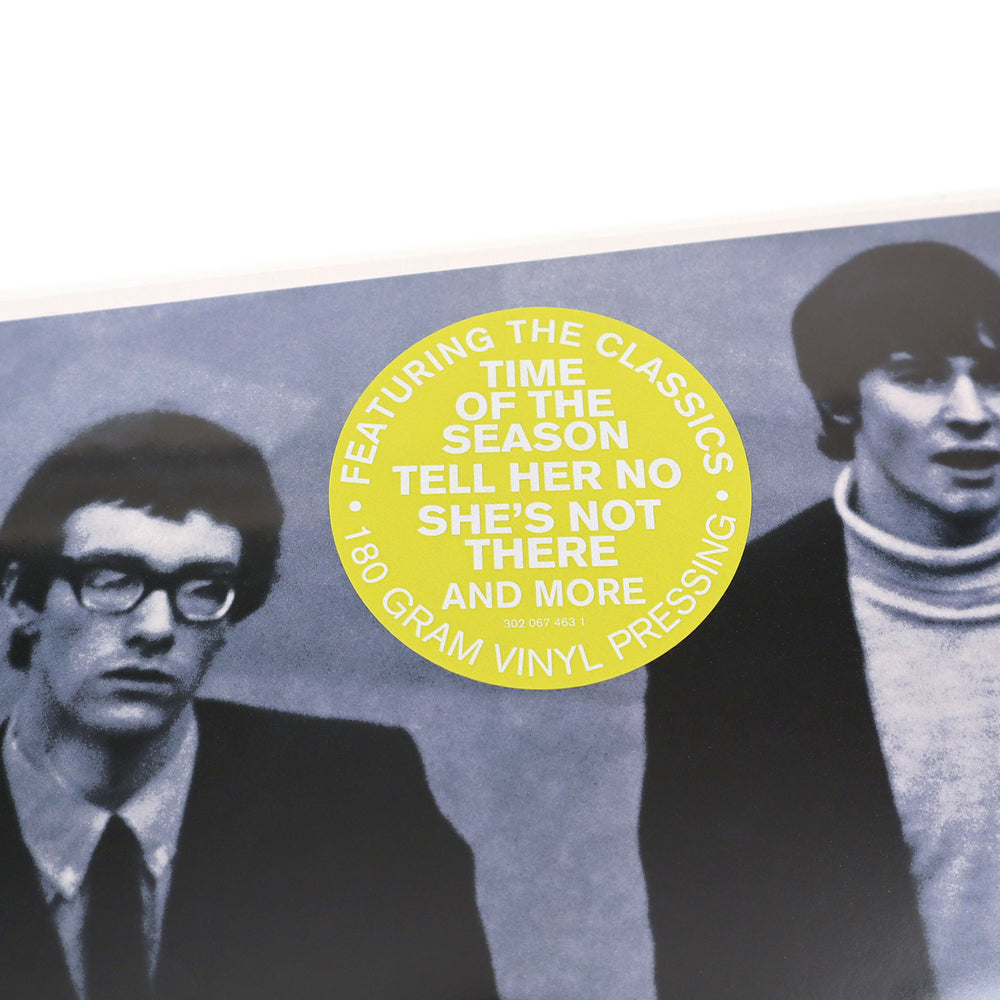 • FEATURING THE CLASSICS •
TIME
OF THE
SEASON
TELL HER NO
SHE'S NOT
THERE
AND MORE
302 067 463 1
180 GRAM VINYL PRESSING